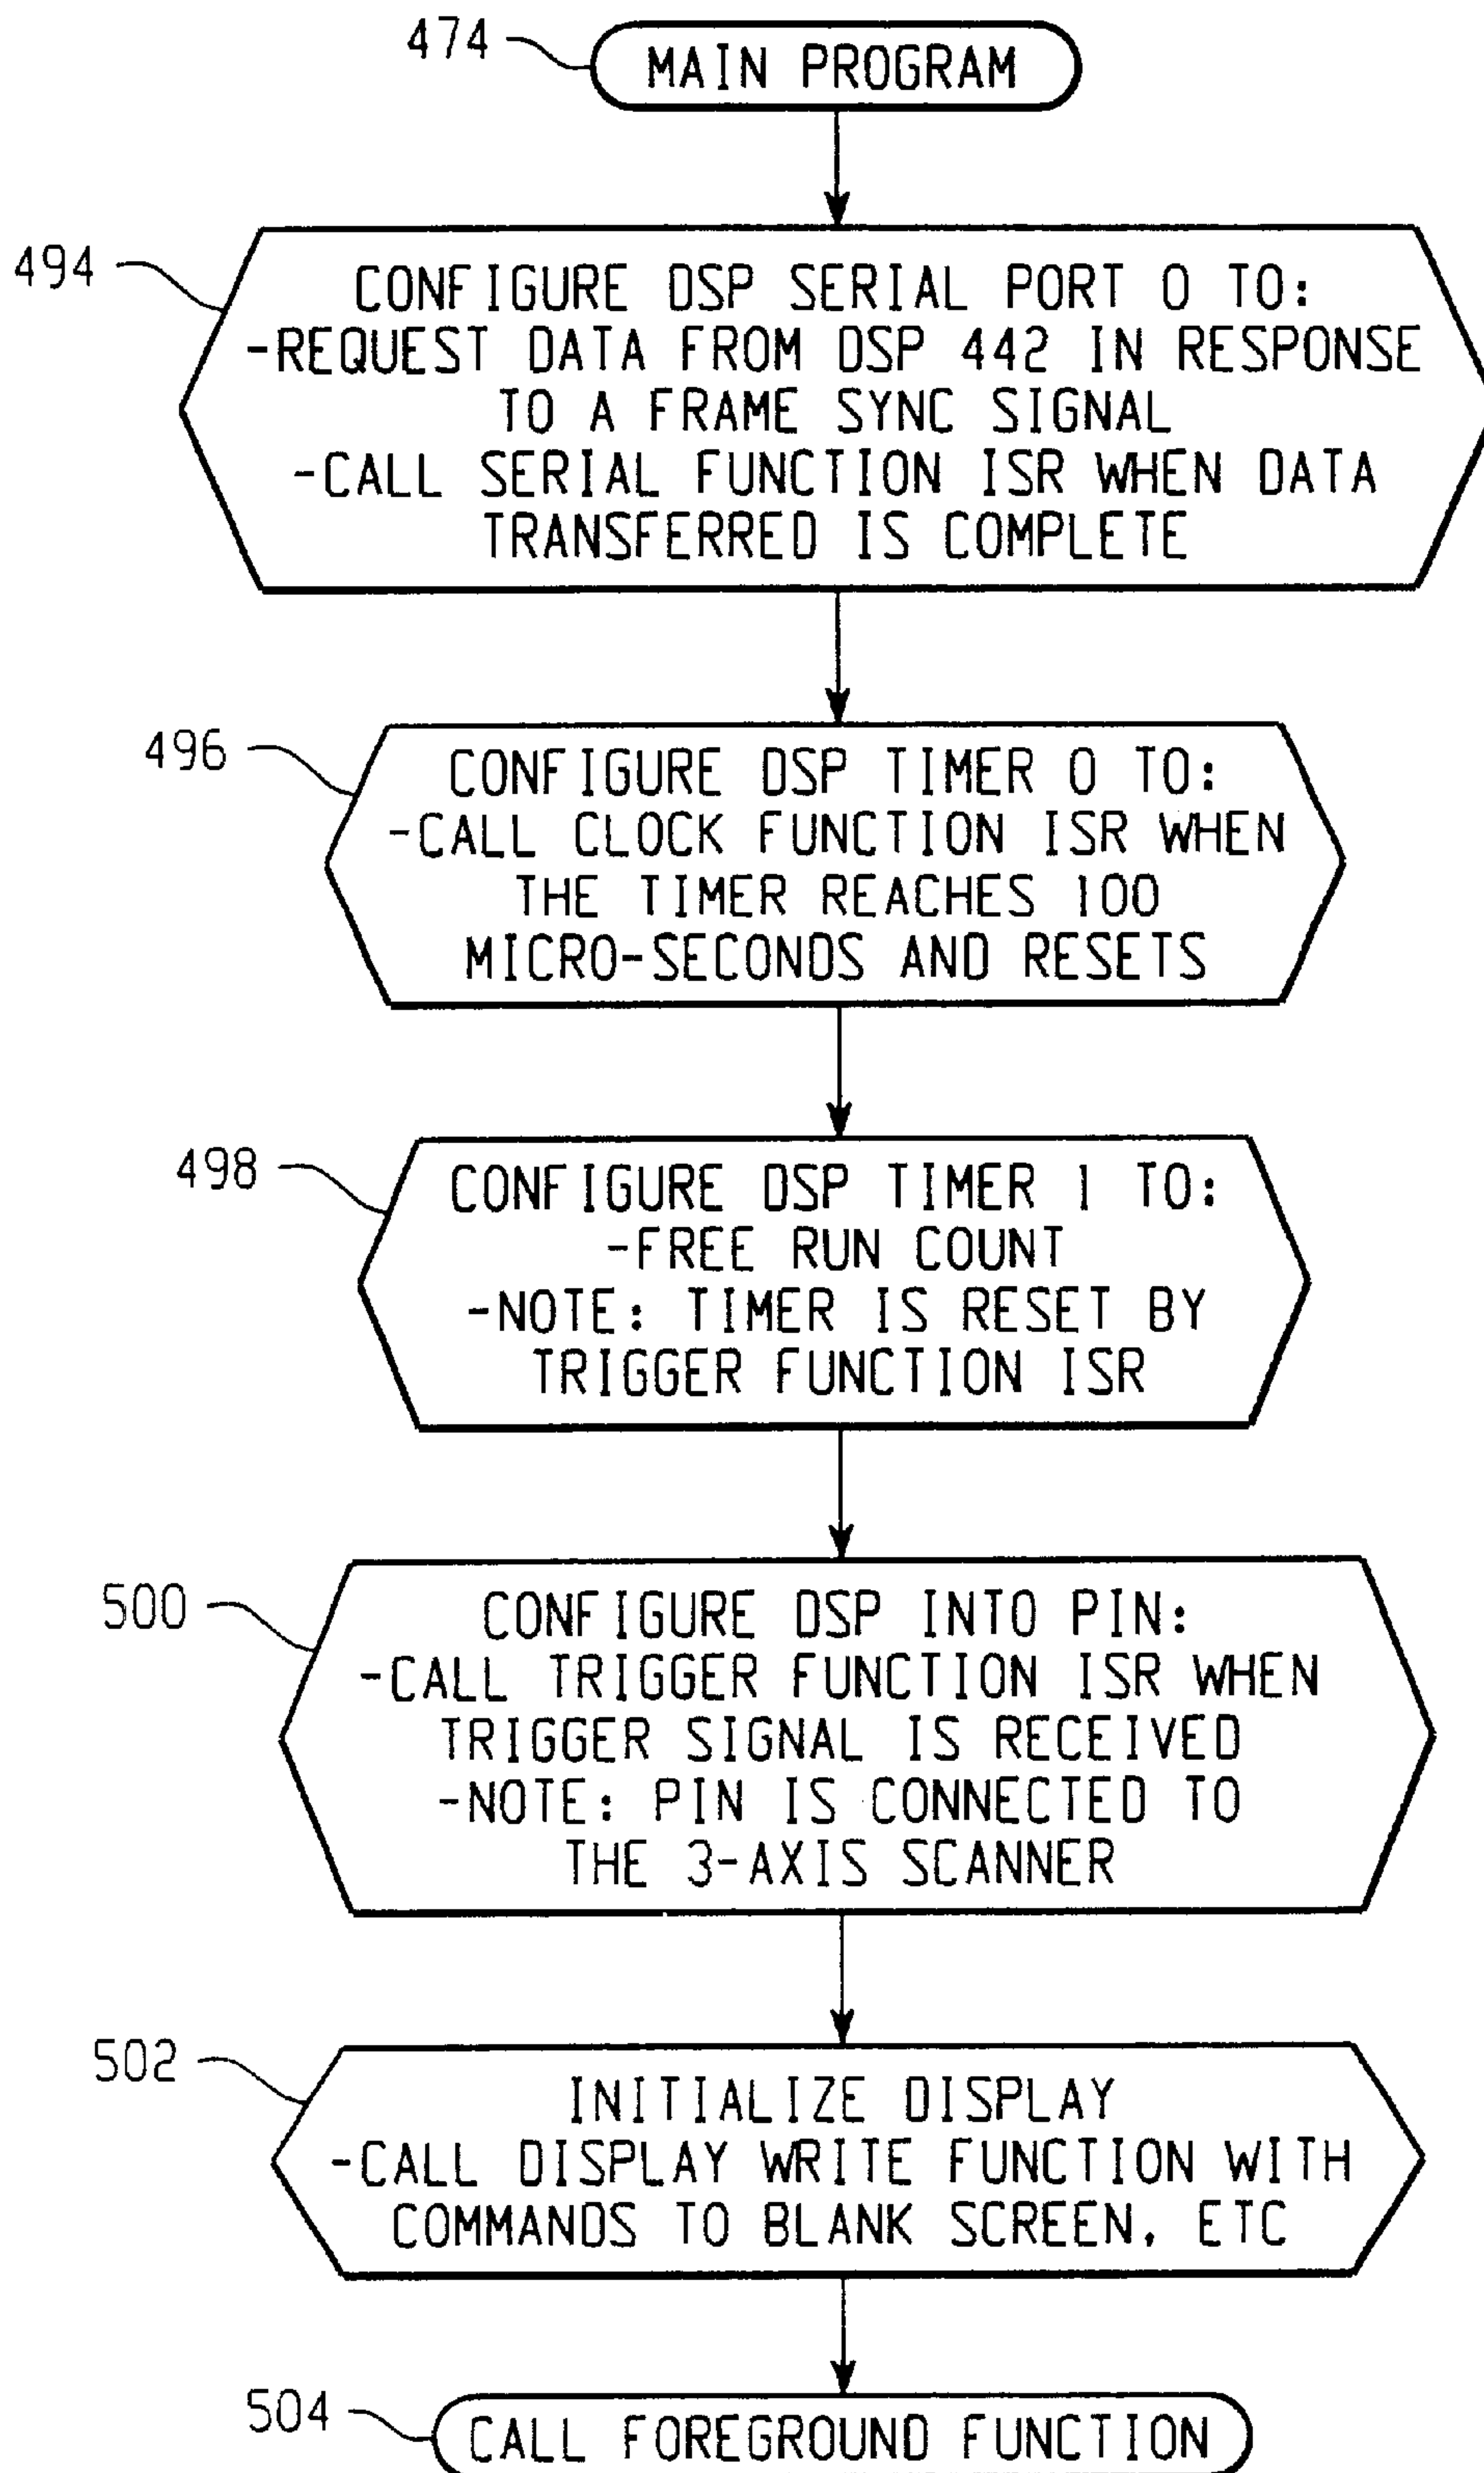 474
MAIN PROGRAM
494
CONFIGURE DSP SERIAL PORT 0 TO:
-REQUEST DATA FROM DSP 442 IN RESPONSE
TO A FRAME SYNC SIGNAL
-CALL SERIAL FUNCTION ISR WHEN DATA
TRANSFERRED IS COMPLETE
496
CONFIGURE DSP TIMER 0 TO:
-CALL CLOCK FUNCTION ISR WHEN
THE TIMER REACHES 100
MICRO-SECONDS AND RESETS
498
CONFIGURE DSP TIMER 1 TO:
-FREE RUN COUNT
-NOTE: TIMER IS RESET BY
TRIGGER FUNCTION ISR
500
CONFIGURE DSP INTO PIN:
-CALL TRIGGER FUNCTION ISR WHEN
TRIGGER SIGNAL IS RECEIVED
-NOTE: PIN IS CONNECTED TO
THE 3-AXIS SCANNER
502
INITIALIZE DISPLAY
-CALL DISPLAY WRITE FUNCTION WITH
COMMANDS TO BLANK SCREEN, ETC
504
CALL FOREGROUND FUNCTION